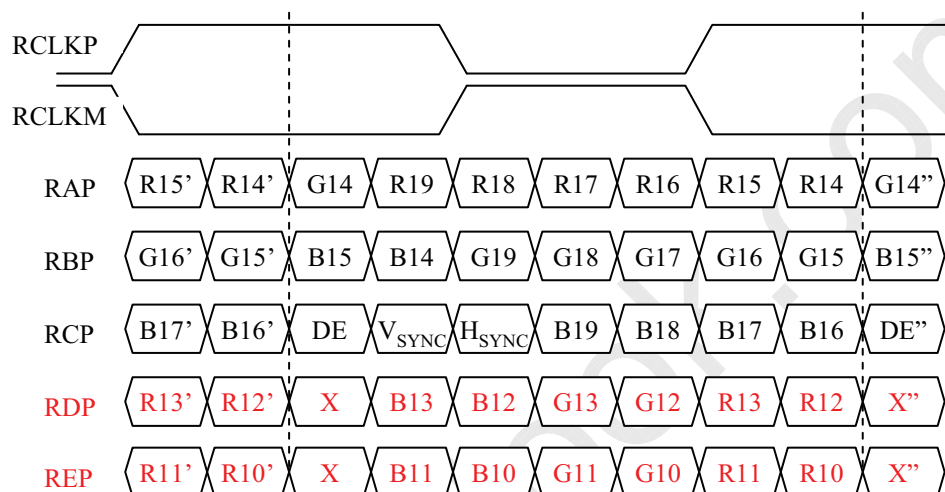 RCLKP
RCLKM
RAP R15’ R14’ G14 R19 R18 R17 R16 R15 R14 G14”
RBP G16’ G15’ B15 B14 G19 G18 G17 G16 G15 B15”
RCP B17’ B16’ DE VSYNC HSYNC B19 B18 B17 B16 DE”
RDP R13’ R12’ X B13 B12 G13 G12 R13 R12 X”
REP R11’ R10’ X B11 B10 G11 G10 R11 R10 X”